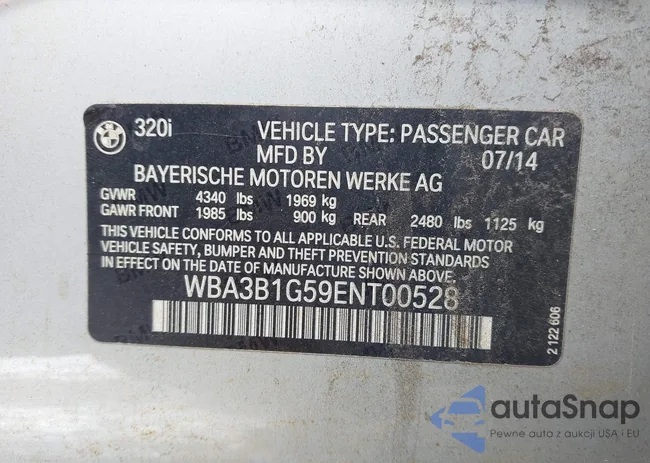 320i VEHICLE TYPE: PASSENGER CAR
MFD BY 07/14
BAYERISCHE MOTOREN WERKE AG
GVWR 4340 lbs 1969 kg
GAWR FRONT 1985 lbs 900 kg REAR 2480 lbs 1125 kg
THIS VEHICLE CONFORMS TO ALL APPLICABLE U.S. FEDERAL MOTOR
VEHICLE SAFETY, BUMPER AND THEFT PREVENTION STANDARDS
IN EFFECT ON THE DATE OF MANUFACTURE SHOWN ABOVE.
WBA3B1G59ENT00528
2 122 606
autaSnap
Pewne auto z aukcji USA i EU